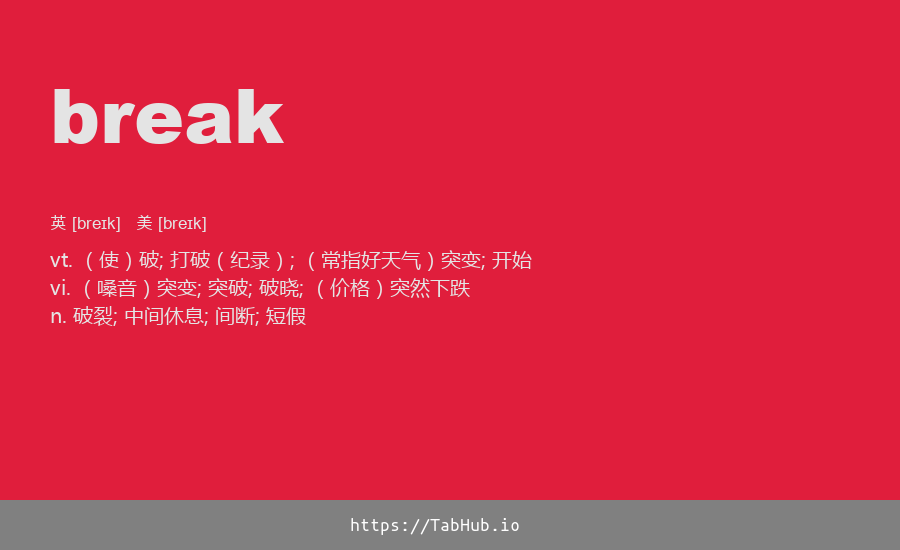 break
英 [breɪk] 美 [breɪk]
vt. （使）破; 打破（纪录）; （常指好天气）突变; 开始
vi. （嗓音）突变; 突破; 破晓; （价格）突然下跌
n. 破裂; 中间休息; 间断; 短假
https://TabHub.io